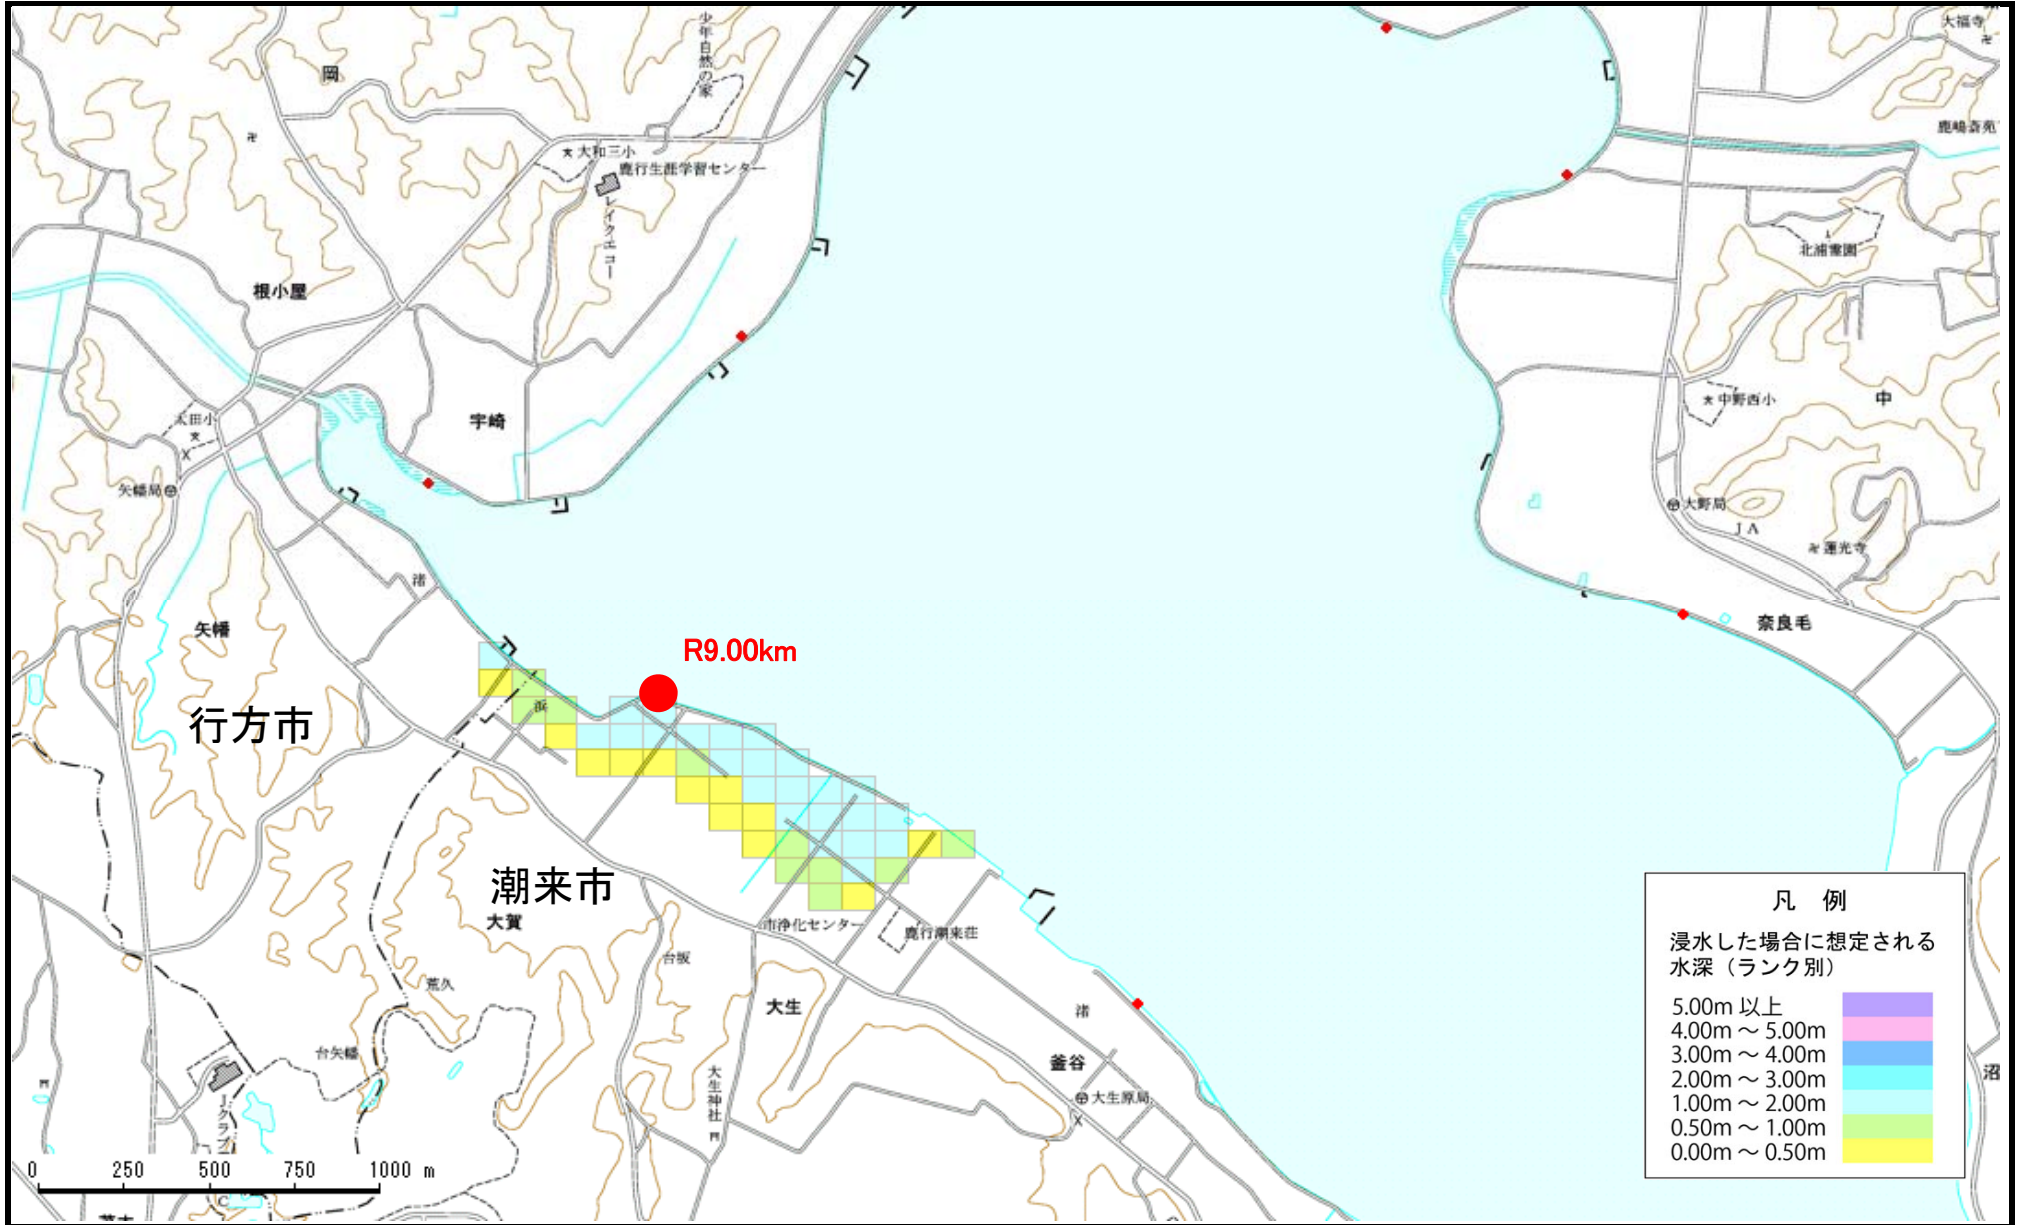 少年自然の家
大福寺
岡
鹿嶋斎苑
大和三小
鹿行生涯学習センター
レイクエコー
北浦霊園
根小屋
中野西小
中
太田小
宇崎
矢幡局
大野局
JA
蓮光寺
渚
奈良毛
矢幡
R9.00km
浜
行方市
潮来市
大賀
市浄化センター
鹿行潮来荘
台坂
荒久
大生
渚
台矢幡
釜谷
大生原局
大生神社
Jクラブ
沼
凡 例
浸水した場合に想定される
水深（ランク別）
5.00m 以上
4.00m ～ 5.00m
3.00m ～ 4.00m
2.00m ～ 3.00m
1.00m ～ 2.00m
0.50m ～ 1.00m
0.00m ～ 0.50m
0 250 500 750 1000 m